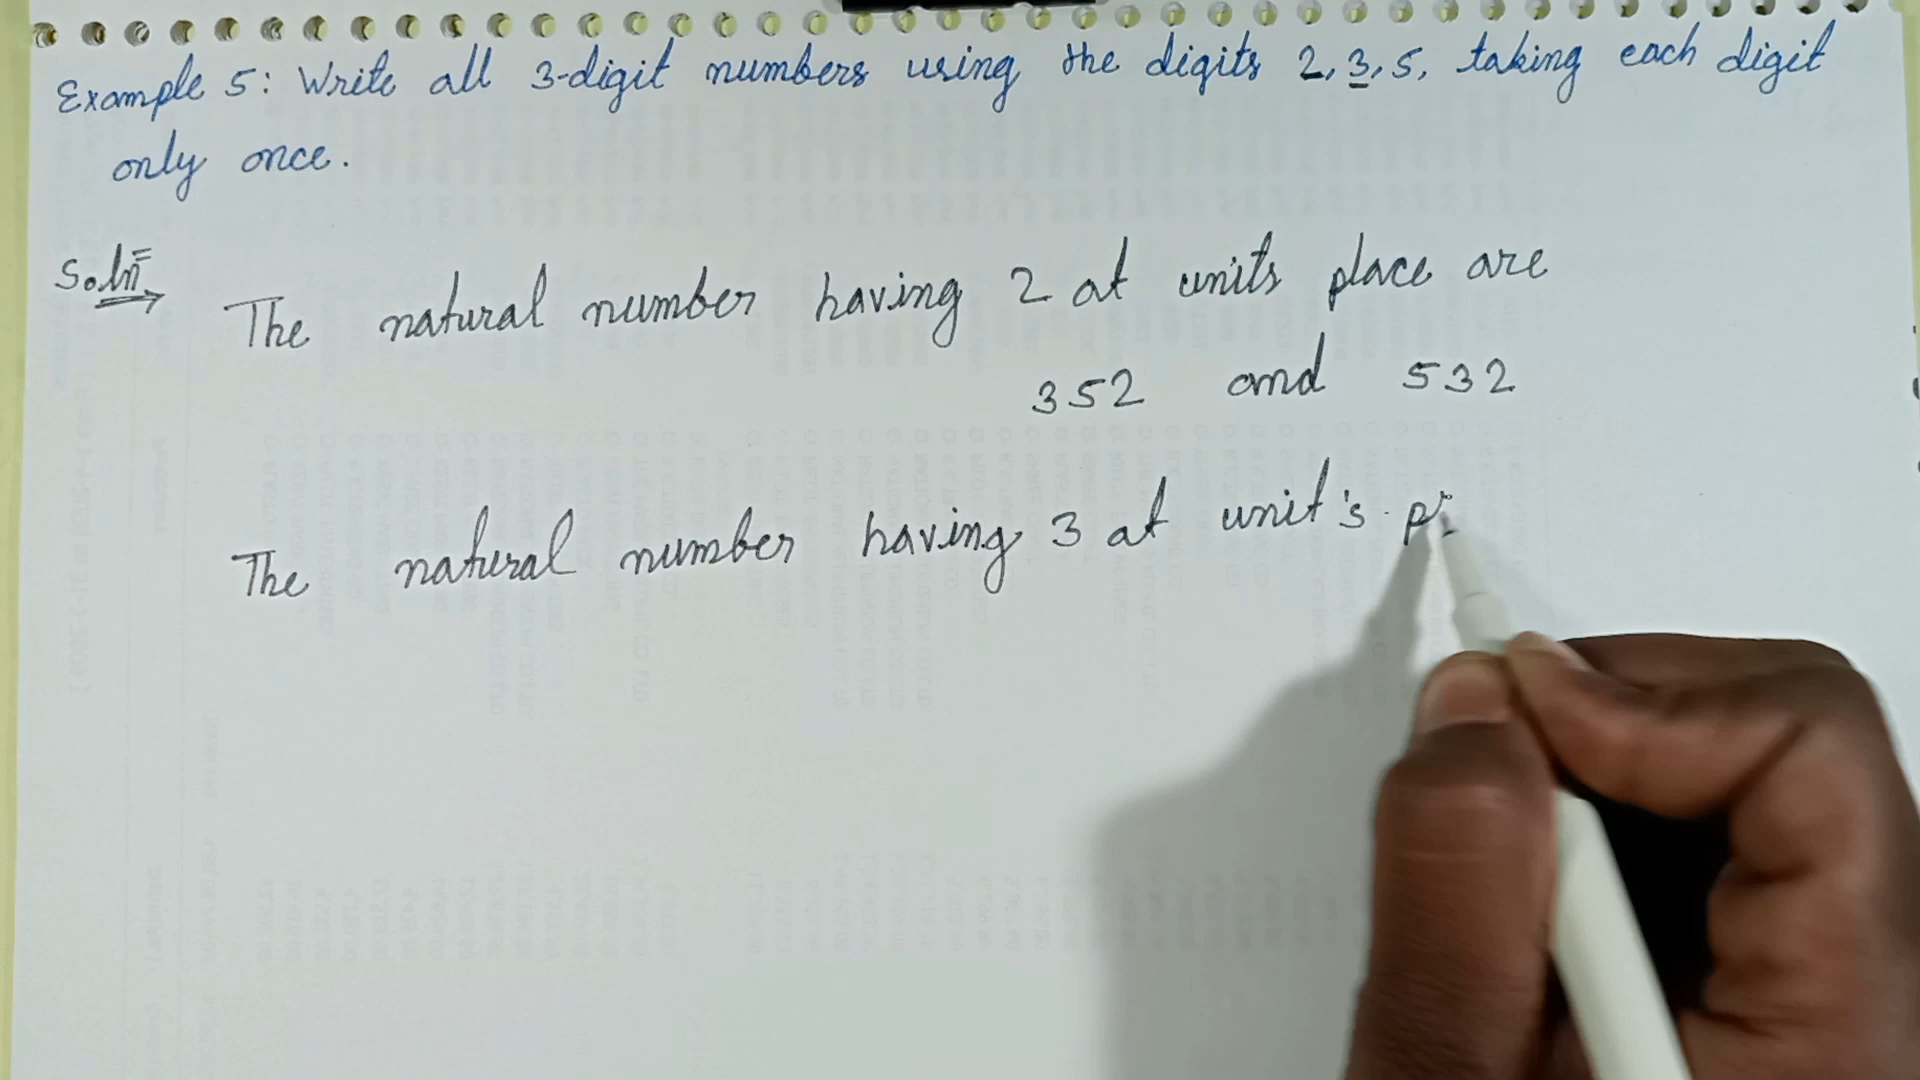 Example 5: Write all 3-digit numbers using the digits 2, 3, 5, taking each digit
only once.
Soln
The natural number having 2 at units place are
352 and 532
The natural number having 3 at unit's